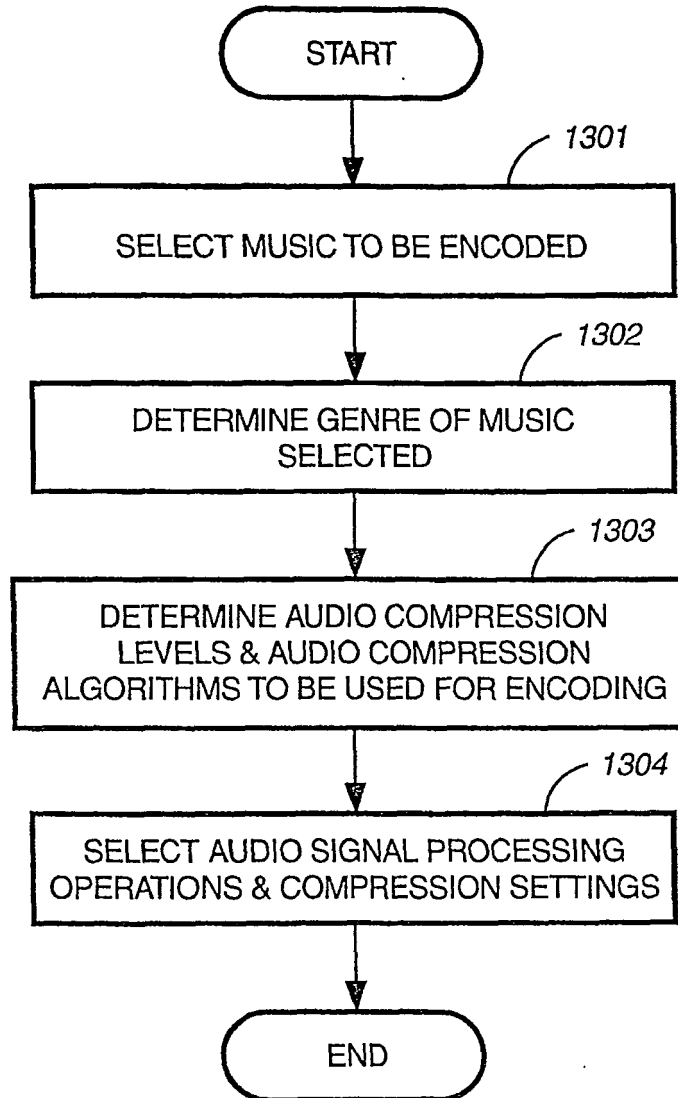 START
1301
SELECT MUSIC TO BE ENCODED
1302
DETERMINE GENRE OF MUSIC
SELECTED
1303
DETERMINE AUDIO COMPRESSION
LEVELS & AUDIO COMPRESSION
ALGORITHMS TO BE USED FOR ENCODING
1304
SELECT AUDIO SIGNAL PROCESSING
OPERATIONS & COMPRESSION SETTINGS
END